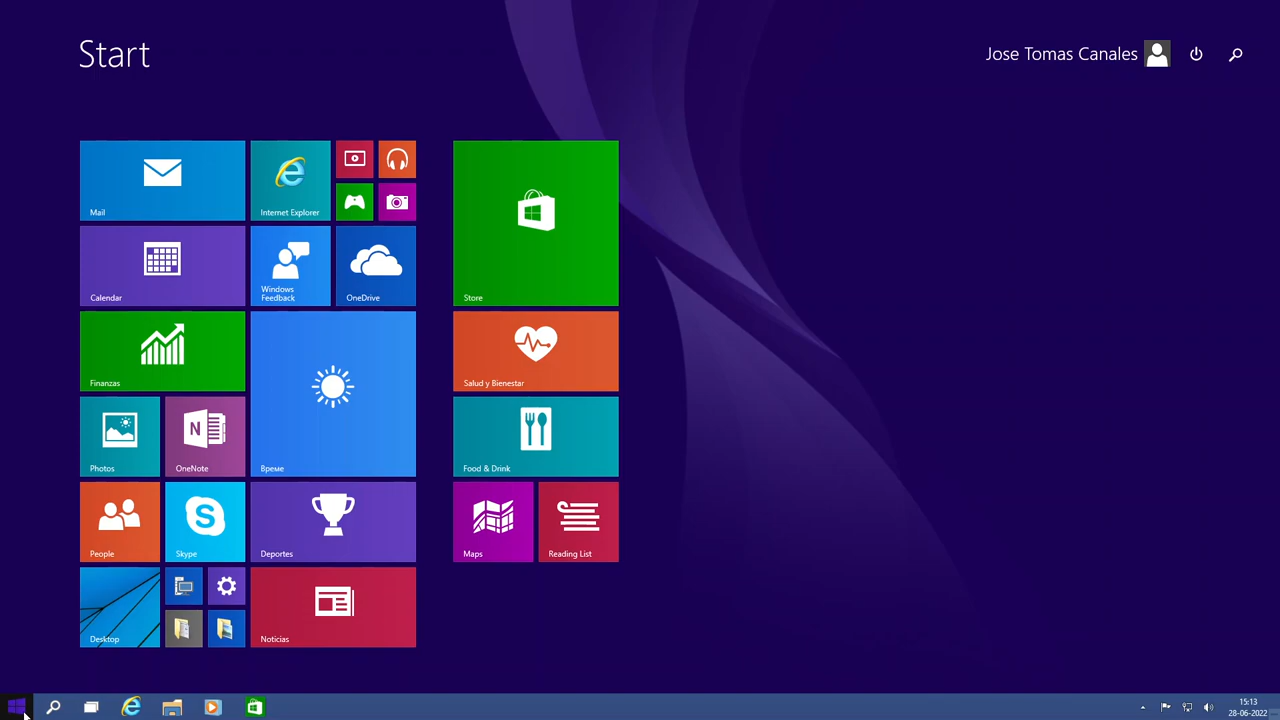 Start
Jose Tomas Canales
Mail
Internet Explorer
Store
Calendar
Windows
Feedback
OneDrive
Finanzas
Salud y Bienestar
Photos
OneNote
Време
Food & Drink
People
Skype
Deportes
Maps
Reading List
Desktop
Noticias
15:13
28-06-2022